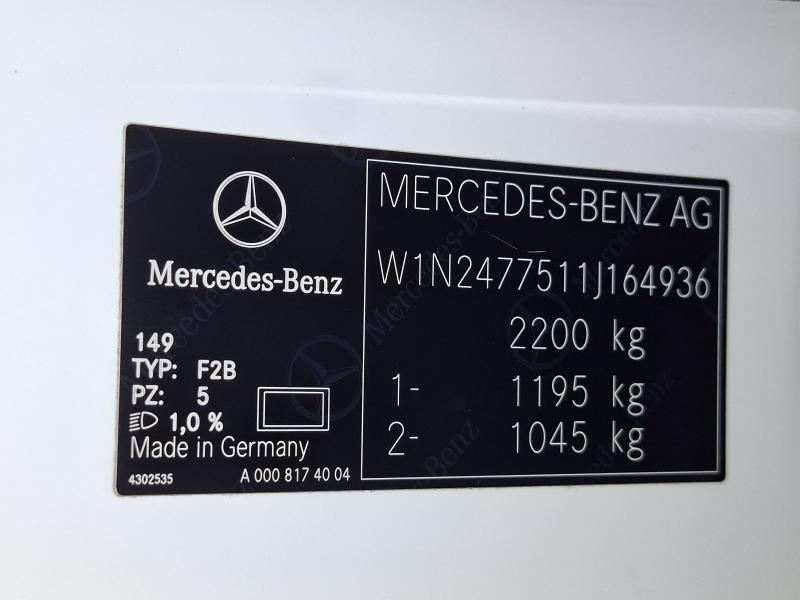 Mercedes-Benz
149
TYP: F2B
PZ: 5
1,0 %
Made in Germany
4302535 A 000 817 40 04
MERCEDES-BENZ AG
W1N2477511J164936
2200 kg
1- 1195 kg
2- 1045 kg